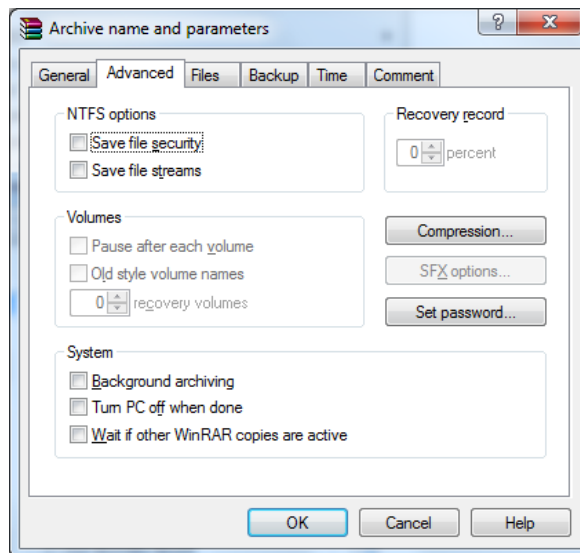 Archive name and parameters
General Advanced Files Backup Time Comment
NTFS options
Save file security
Save file streams
Recovery record
0 percent
Volumes
Pause after each volume
Old style volume names
0 recovery volumes
Compression...
SFX options...
Set password...
System
Background archiving
Turn PC off when done
Wait if other WinRAR copies are active
OK Cancel Help